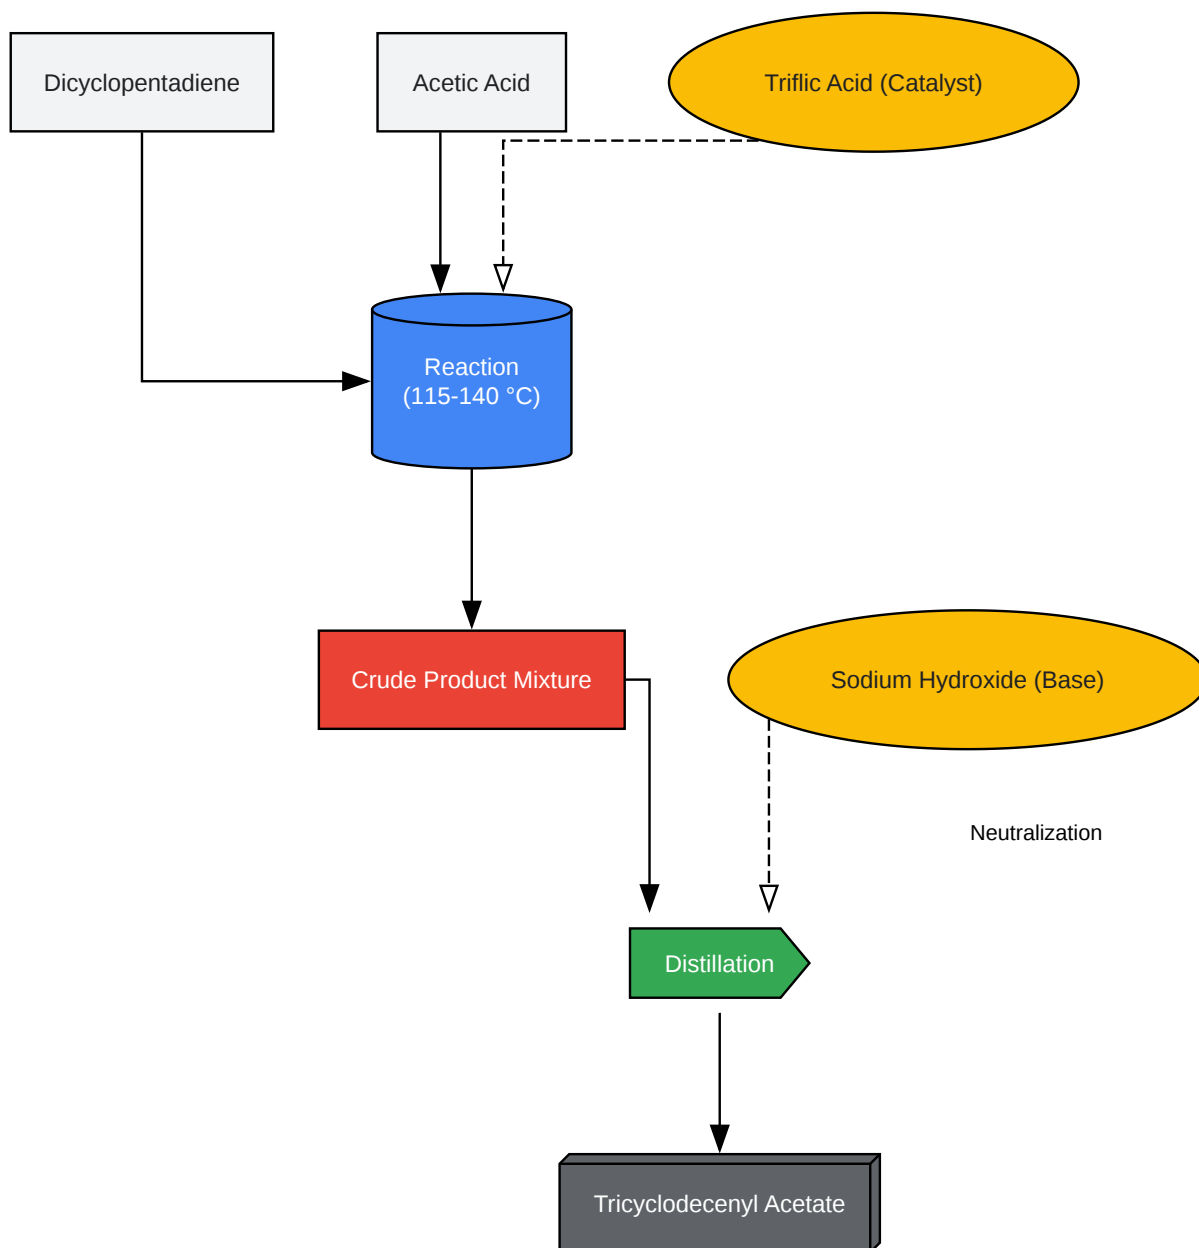 Dicyclopentadiene
Acetic Acid
Triflic Acid (Catalyst)
Reaction
(115-140 °C)
Crude Product Mixture
Sodium Hydroxide (Base)
Neutralization
Distillation
Tricyclodecenyl Acetate